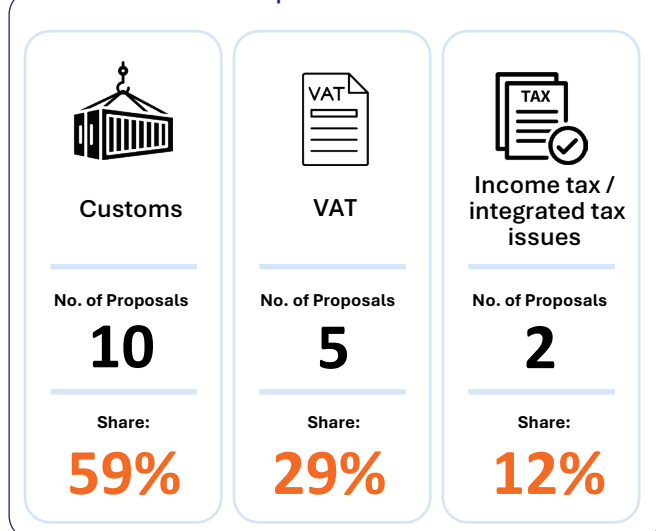 VAT
TAX
Customs
VAT
Income tax /
integrated tax
issues
No. of Proposals
No. of Proposals
No. of Proposals
10
5
2
Share:
Share:
Share:
59%
29%
12%